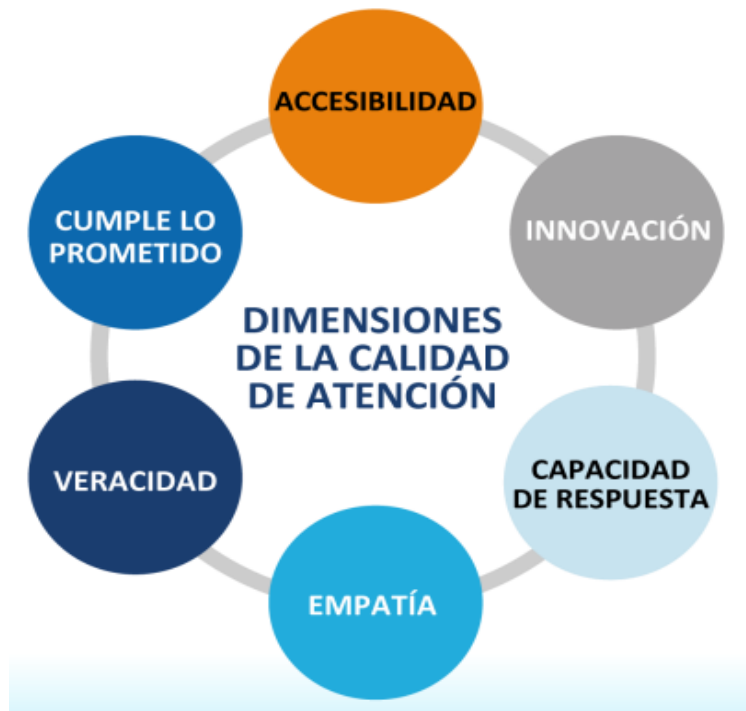 ACCESIBILIDAD
INNOVACIÓN
CAPACIDAD
DE RESPUESTA
EMPATÍA
VERACIDAD
CUMPLE LO
PROMETIDO
DIMENSIONES
DE LA CALIDAD
DE ATENCIÓN